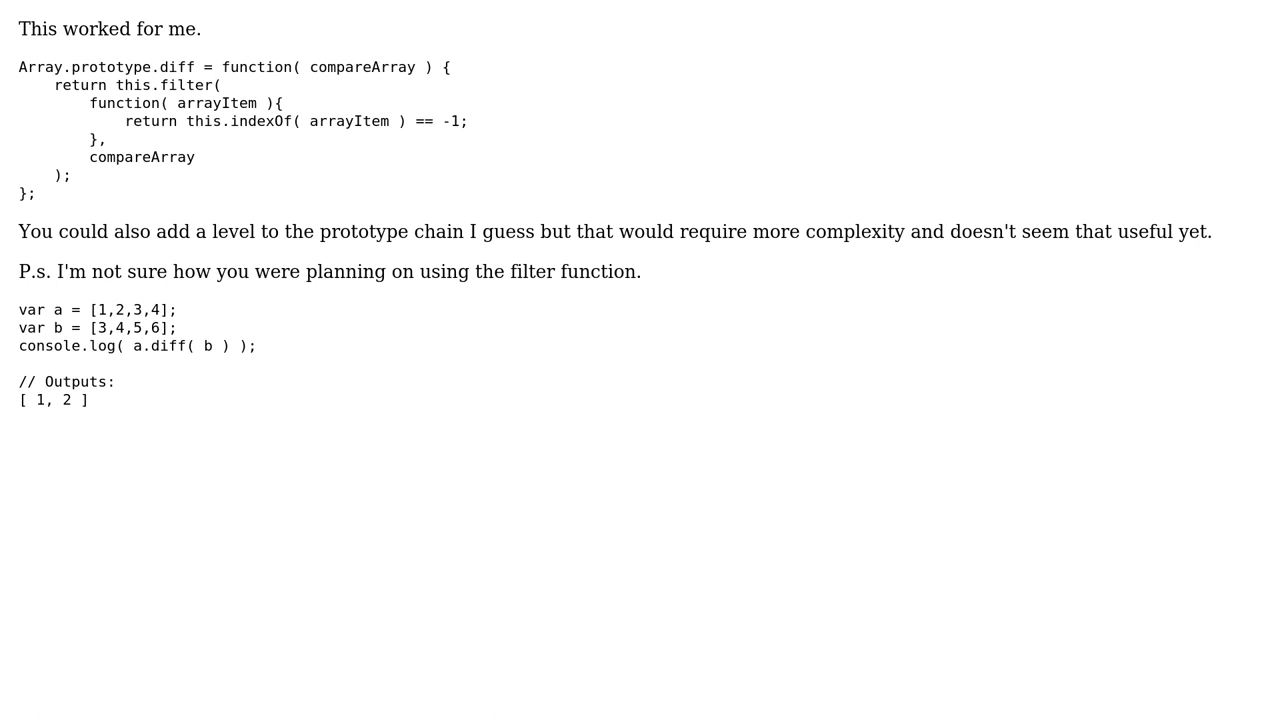 This worked for me.
Array.prototype.diff = function( compareArray ) {
    return this.filter(
        function( arrayItem ){
            return this.indexOf( arrayItem ) == -1;
        },
        compareArray
    );
};
You could also add a level to the prototype chain I guess but that would require more complexity and doesn't seem that useful yet.
P.s. I'm not sure how you were planning on using the filter function.
var a = [1,2,3,4];
var b = [3,4,5,6];
console.log( a.diff( b ) );

// Outputs:
[ 1, 2 ]